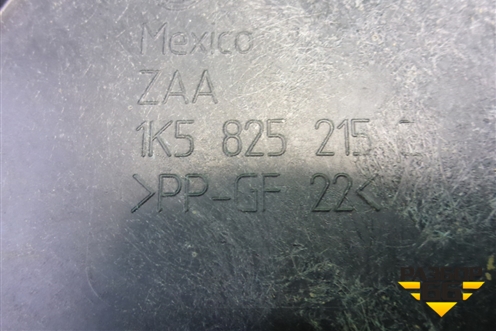 Mexico
ZAA
1K5 825 215
>PP-GF 22<